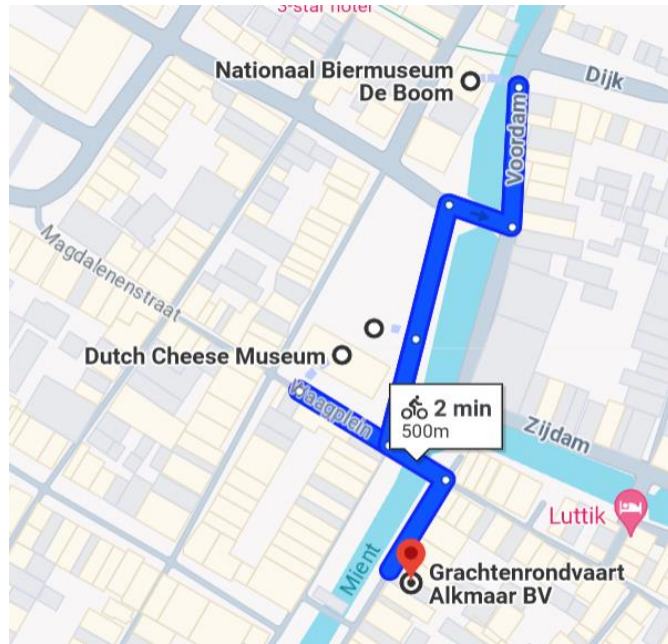 3-star hotel
Nationaal Biermuseum
De Boom
Dijk
Voordam
Magdalenenstraat
Dutch Cheese Museum
Waagplein
2 min
500m
Zijdam
Luttik
Mient
Grachtenrondvaart
Alkmaar BV